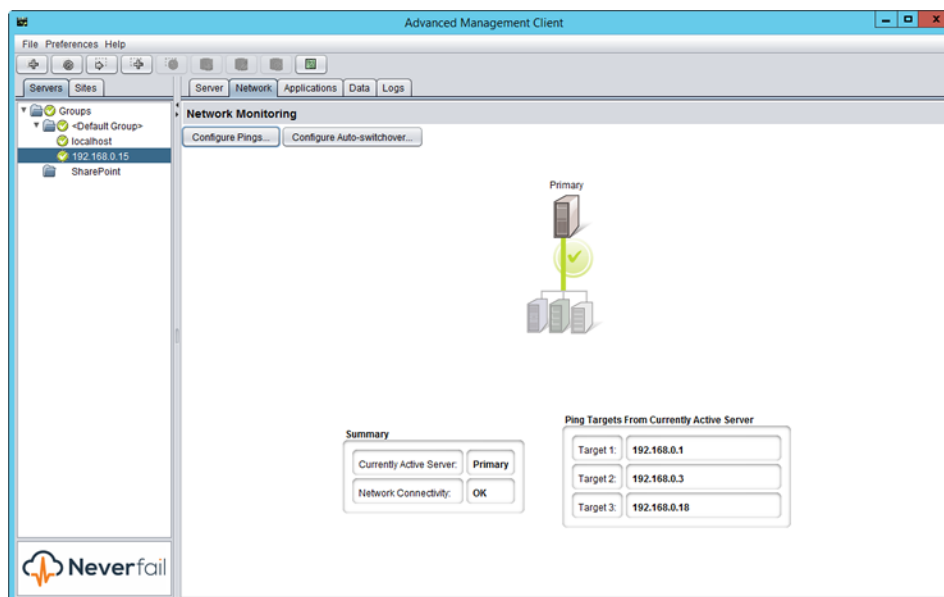 Advanced Management Client
File Preferences Help
Servers Sites
Server Network Applications Data Logs
Groups
<Default Group>
localhost
192.168.0.15
SharePoint
Network Monitoring
Configure Pings... Configure Auto-switchover...
Primary
Summary
Currently Active Server: Primary
Network Connectivity: OK
Ping Targets From Currently Active Server
Target 1: 192.168.0.1
Target 2: 192.168.0.3
Target 3: 192.168.0.18
Neverfail